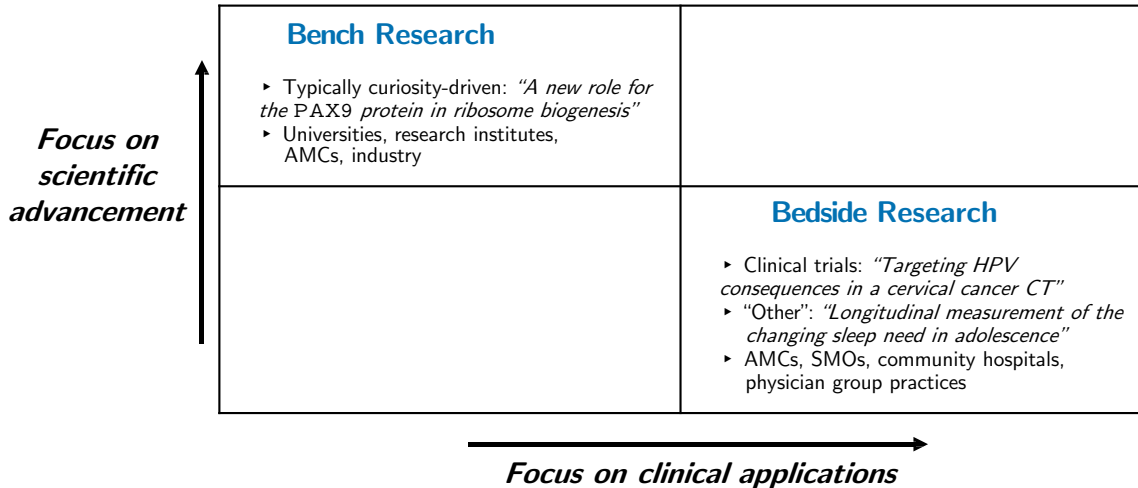 Bench Research
‣ Typically curiosity-driven: “A new role for
the PAX9 protein in ribosome biogenesis”
‣ Universities, research institutes,
AMCs, industry
Focus on
scientific
advancement
Bedside Research
‣ Clinical trials: “Targeting HPV
consequences in a cervical cancer CT”
‣ “Other”: “Longitudinal measurement of the
changing sleep need in adolescence”
‣ AMCs, SMOs, community hospitals,
physician group practices
Focus on clinical applications